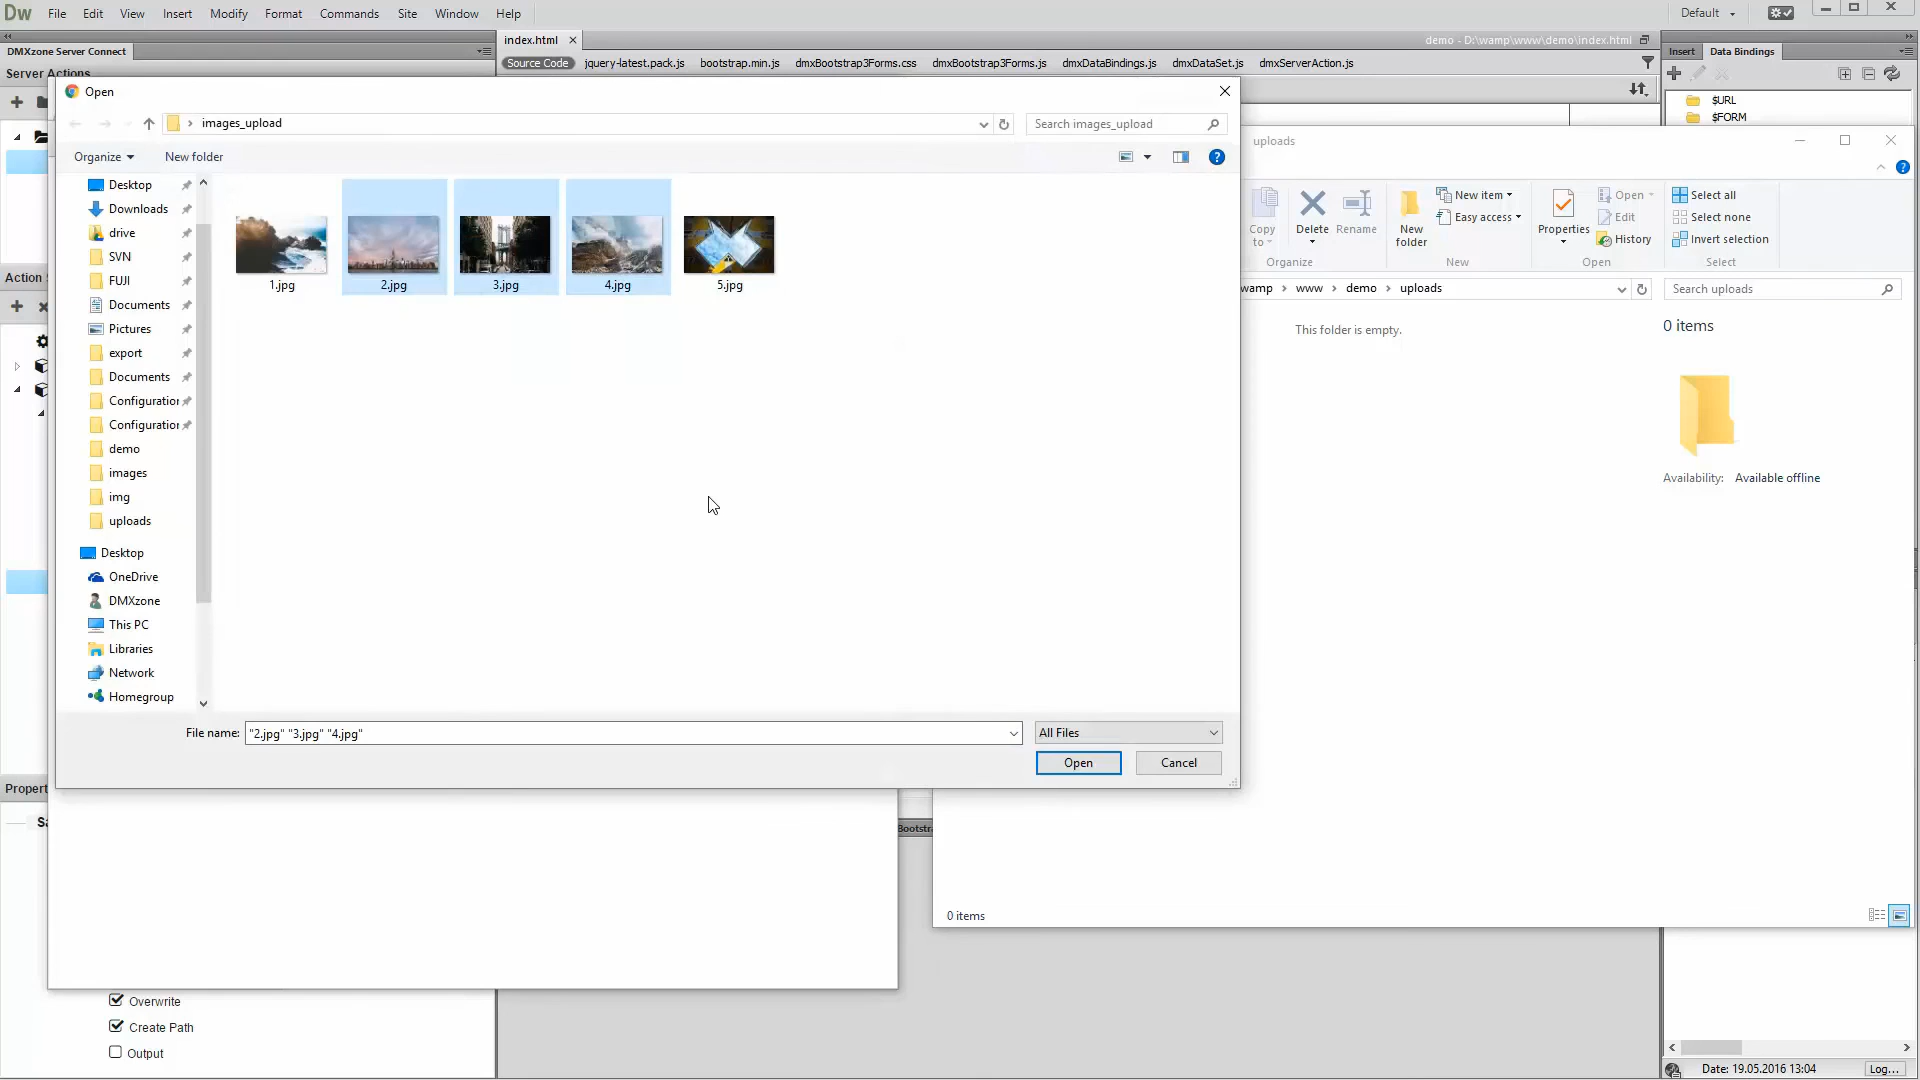 Dw File Edit View Insert Modify Format Commands Site Window Help Default
DMXzone Server Connect index.html demo - D:\wamp\www\demo\index.html Insert Data Bindings
Server Actions Source Code jquery-latest.pack.js bootstrap.min.js dmxBootstrap3Forms.css dmxBootstrap3Forms.js dmxDataBindings.js dmxDataSet.js dmxServerAction.js
$URL
$FORM
Open
images_upload Search images_upload
Organize New folder
Desktop
Downloads
drive
SVN
FUJI
Documents
Pictures
export
Documents
Configuration
Configuration
demo
images
img
uploads
Desktop
OneDrive
DMXzone
This PC
Libraries
Network
Homegroup
1.jpg 2.jpg 3.jpg 4.jpg 5.jpg
File name: "2.jpg" "3.jpg" "4.jpg" All Files
Open Cancel
uploads
Copy to Delete Rename New folder New item Easy access Properties Open Edit History Select all Select none Invert selection
Organize New Open Select
wamp www demo uploads Search uploads
This folder is empty. 0 items
Availability: Available offline
0 items
Action
Propert
Bootstr
Overwrite
Create Path
Output
Date: 19.05.2016 13:04 Log...